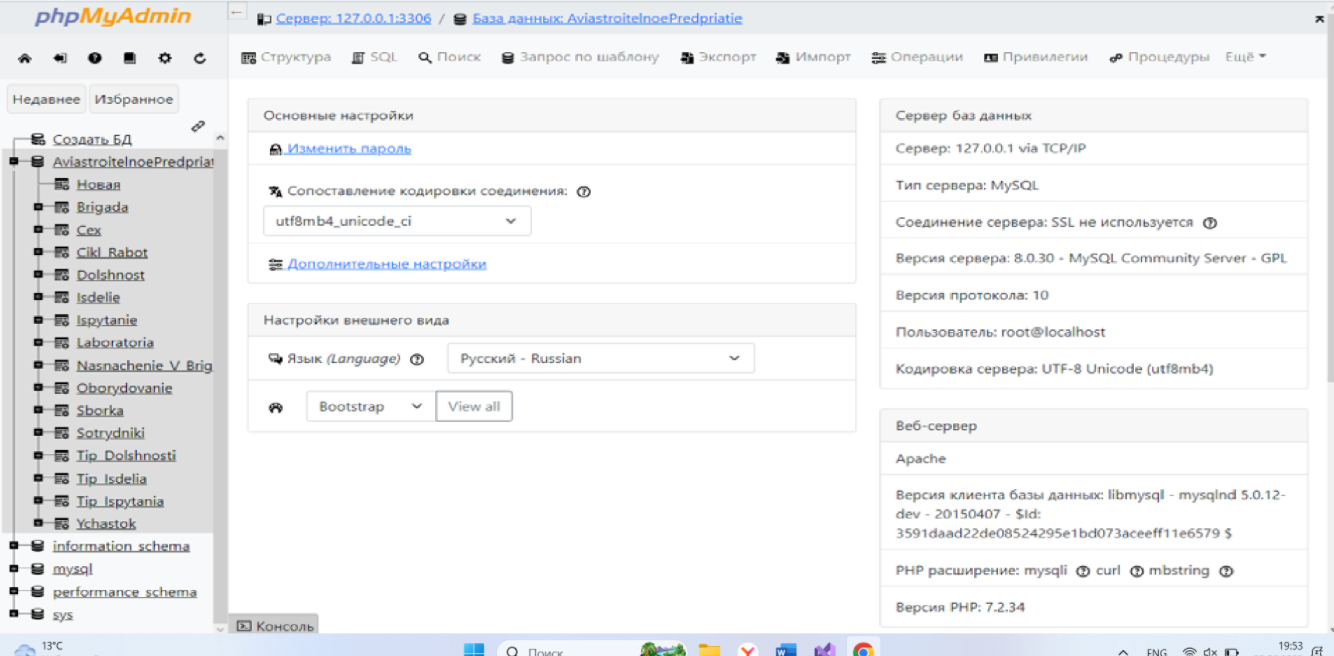 phpMyAdmin
Недавнее Избранное
Создать БД
AviastroitelnoePredpriat
Новая
Brigada
Cex
Cikl_Rabot
Dolshnost
Isdelie
Ispytanie
Laboratoria
Nasnachenie_V_Brig
Oborydovanie
Sborka
Sotrydniki
Tip_Dolshnosti
Tip_Isdelia
Tip_Ispytania
Ychastok
information_schema
mysql
performance_schema
sys
Сервер: 127.0.0.1:3306 / База данных: AviastroitelnoePredpriatie
Структура SQL Поиск Запрос по шаблону Экспорт Импорт Операции Привилегии Процедуры Ещё
Основные настройки
Изменить пароль
Сопоставление кодировки соединения:
utf8mb4_unicode_ci
Дополнительные настройки
Настройки внешнего вида
Язык (Language) Русский - Russian
Bootstrap View all
Сервер баз данных
Сервер: 127.0.0.1 via TCP/IP
Тип сервера: MySQL
Соединение сервера: SSL не используется
Версия сервера: 8.0.30 - MySQL Community Server - GPL
Версия протокола: 10
Пользователь: root@localhost
Кодировка сервера: UTF-8 Unicode (utf8mb4)
Веб-сервер
Apache
Версия клиента базы данных: libmysql - mysqlnd 5.0.12-
dev - 20150407 - $Id:
3591daad22de08524295e1bd073aceeff11e6579 $
PHP расширение: mysqli curl mbstring
Версия PHP: 7.2.34
Консоль
13°C
Поиск
ENG
19:53